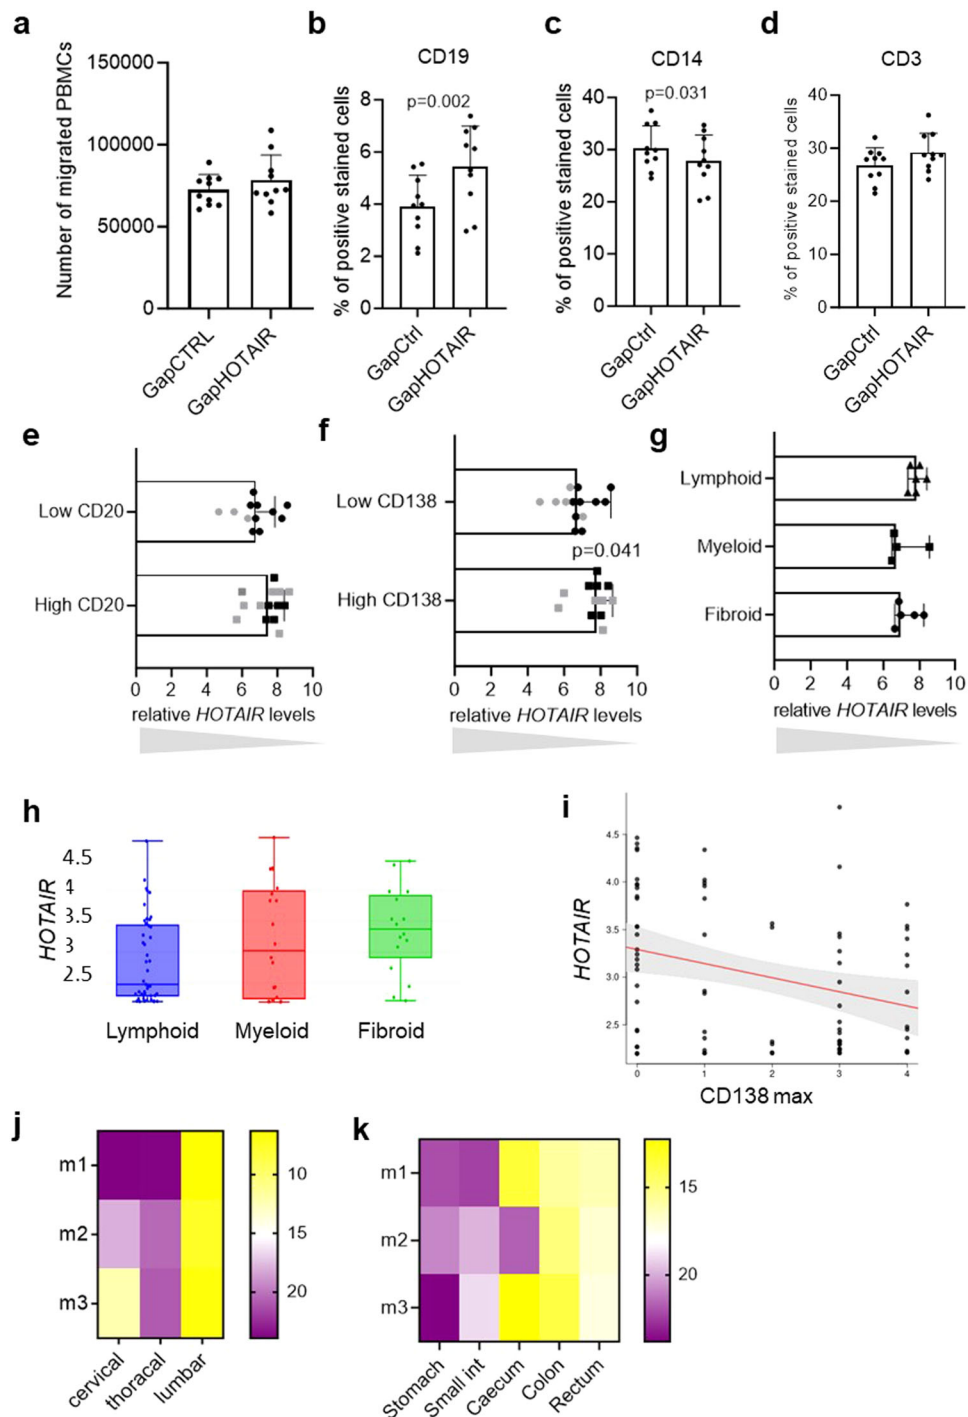 a
Number of migrated PBMCs
150000
100000
50000
0
GapCTRL
GapHOTAIR
b
CD19
% of positive stained cells
p=0.002
8
6
4
2
0
GapCtrl
GapHOTAIR
c
CD14
% of positive stained cells
p=0.031
40
30
20
10
0
GapCtrl
GapHOTAIR
d
CD3
% of positive stained cells
40
30
20
10
0
GapCtrl
GapHOTAIR
e
Low CD20
High CD20
0 2 4 6 8 10
relative HOTAIR levels
f
Low CD138
p=0.041
High CD138
0 2 4 6 8 10
relative HOTAIR levels
g
Lymphoid
Myeloid
Fibroid
0 2 4 6 8 10
relative HOTAIR levels
h
HOTAIR
4.5
4
3.5
3
2.5
Lymphoid Myeloid Fibroid
i
HOTAIR
4.5
4.0
3.5
3.0
2.5
0 1 2 3 4
CD138 max
j
m1
m2
m3
cervical
thoracal
lumbar
10
15
20
k
m1
m2
m3
Stomach
Small int
Caecum
Colon
Rectum
15
20